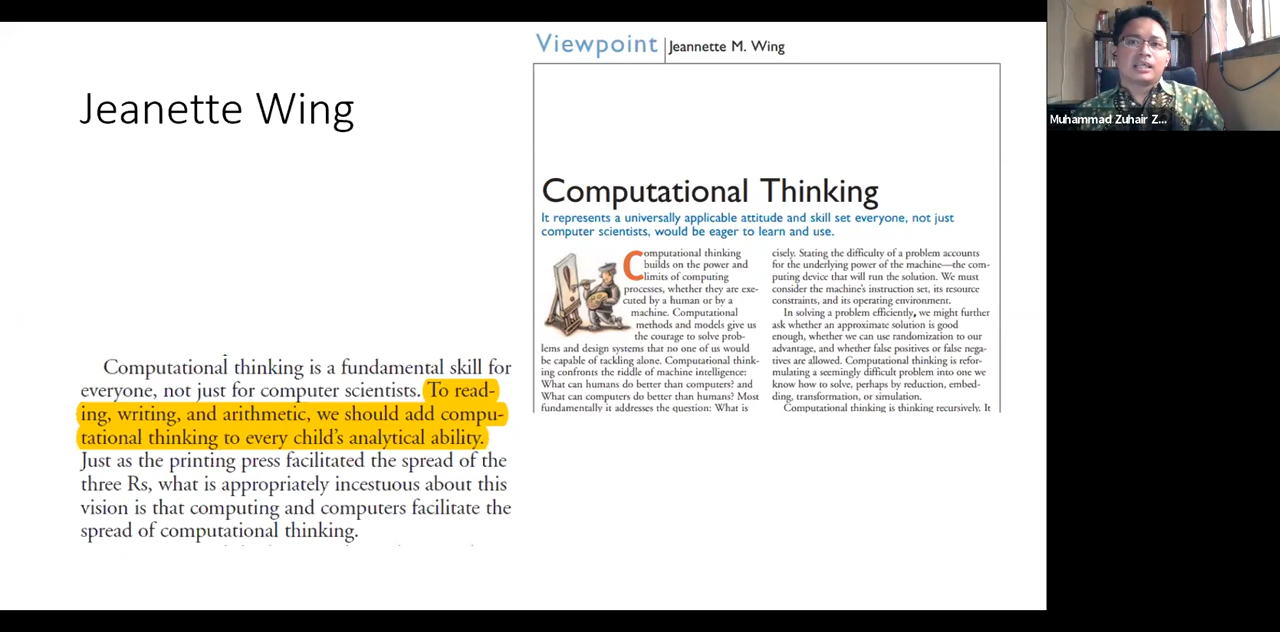 Jeanette Wing
Computational thinking is a fundamental skill for
everyone, not just for computer scientists. To read-
ing, writing, and arithmetic, we should add compu-
tational thinking to every child's analytical ability.
Just as the printing press facilitated the spread of the
three Rs, what is appropriately incestuous about this
vision is that computing and computers facilitate the
spread of computational thinking.
Viewpoint
Jeannette M. Wing
Computational Thinking
It represents a universally applicable attitude and skill set everyone, not just
computer scientists, would be eager to learn and use.
Computational thinking
builds on the power and
limits of computing
processes, whether they are exe-
cuted by a human or by a
machine. Computational
methods and models give us
the courage to solve prob-
lems and design systems that no one of us would
be capable of tackling alone. Computational think-
ing confronts the riddle of machine intelligence:
What can humans do better than computers? and
What can computers do better than humans? Most
fundamentally it addresses the question: What is
cisely. Stating the difficulty of a problem accounts
for the underlying power of the machine—the com-
puting device that will run the solution. We must
consider the machine's instruction set, its resource
constraints, and its operating environment.
In solving a problem efficiently, we might further
ask whether an approximate solution is good
enough, whether we can use randomization to our
advantage, and whether false positives or false nega-
tives are allowed. Computational thinking is refor-
mulating a seemingly difficult problem into one we
know how to solve, perhaps by reduction, embed-
ding, transformation, or simulation.
Computational thinking is thinking recursively. It
Muhammad Zuhair Z...